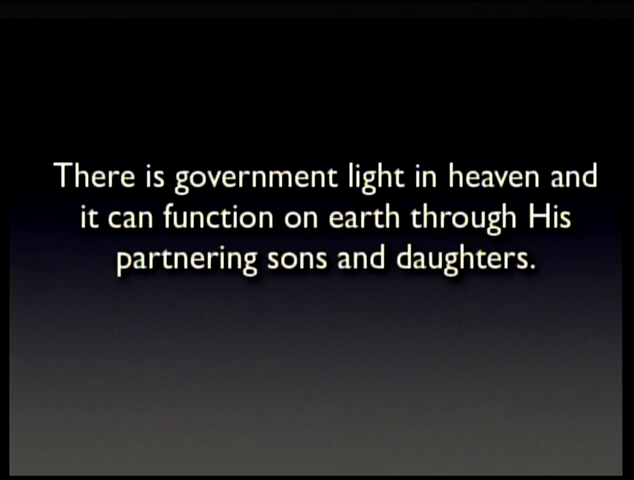 There is government light in heaven and
it can function on earth through His
partnering sons and daughters.